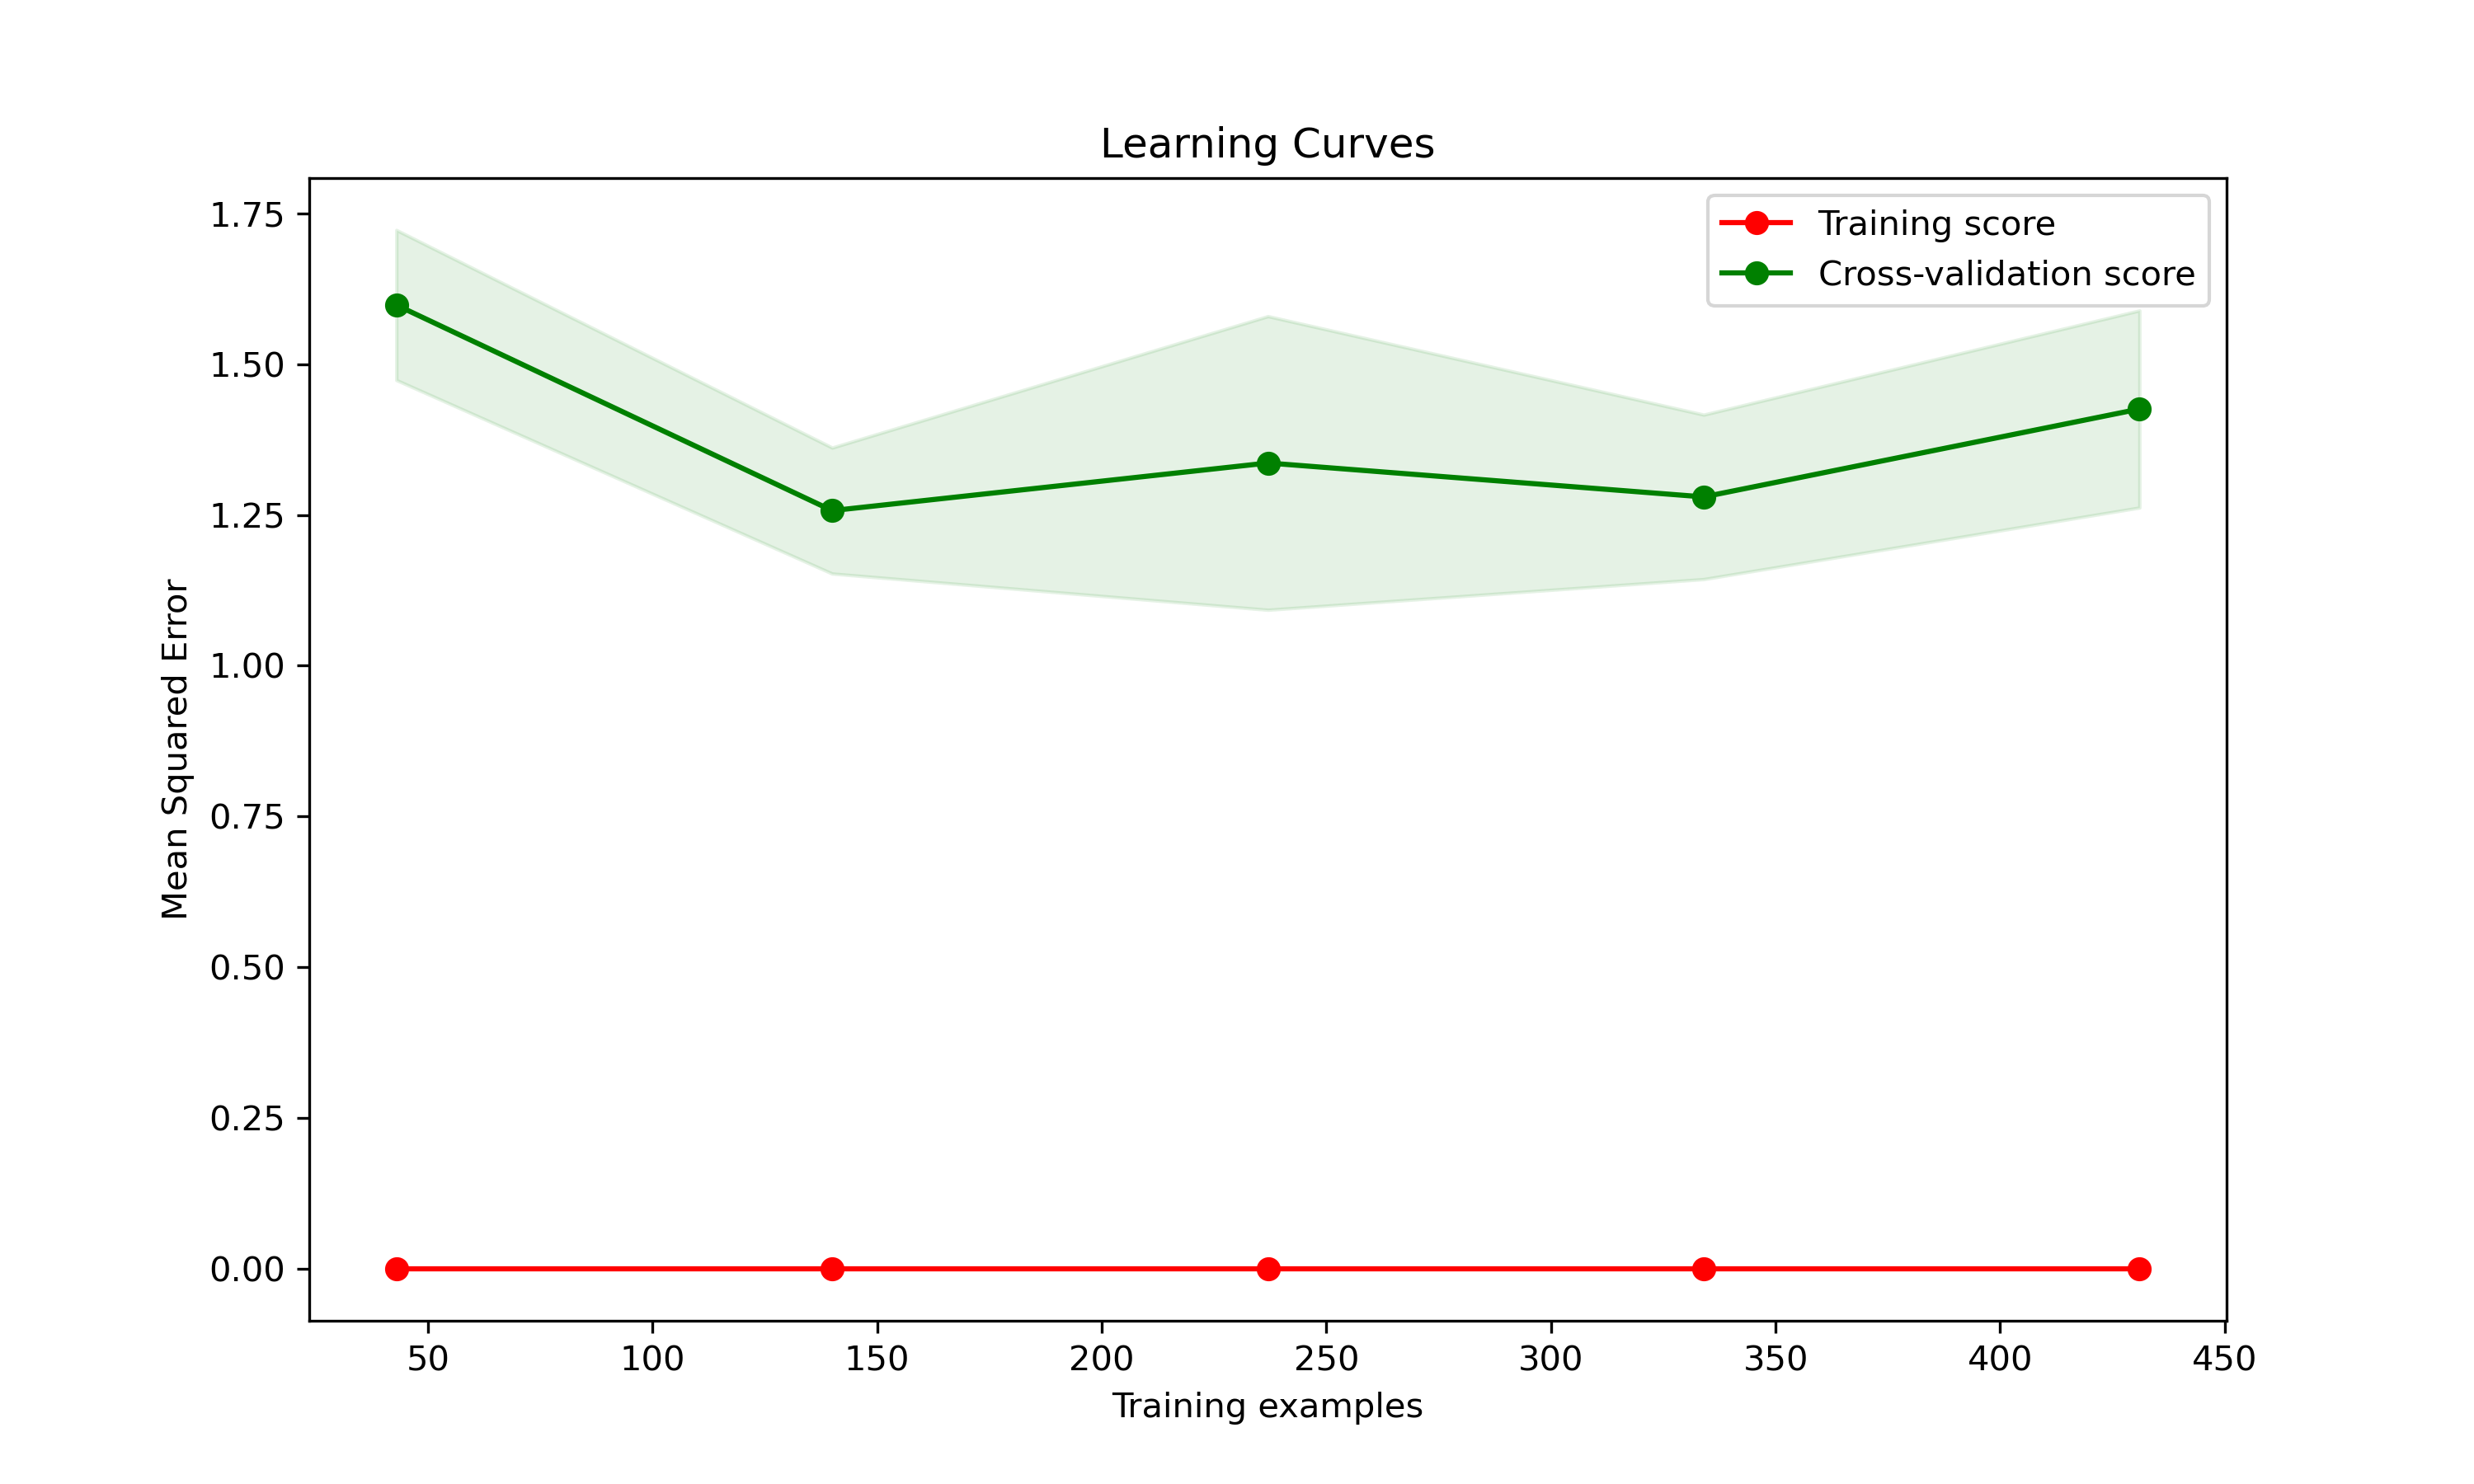 Learning Curves
Training score
Cross-validation score
Mean Squared Error
1.75
1.50
1.25
1.00
0.75
0.50
0.25
0.00
50 100 150 200 250 300 350 400 450
Training examples